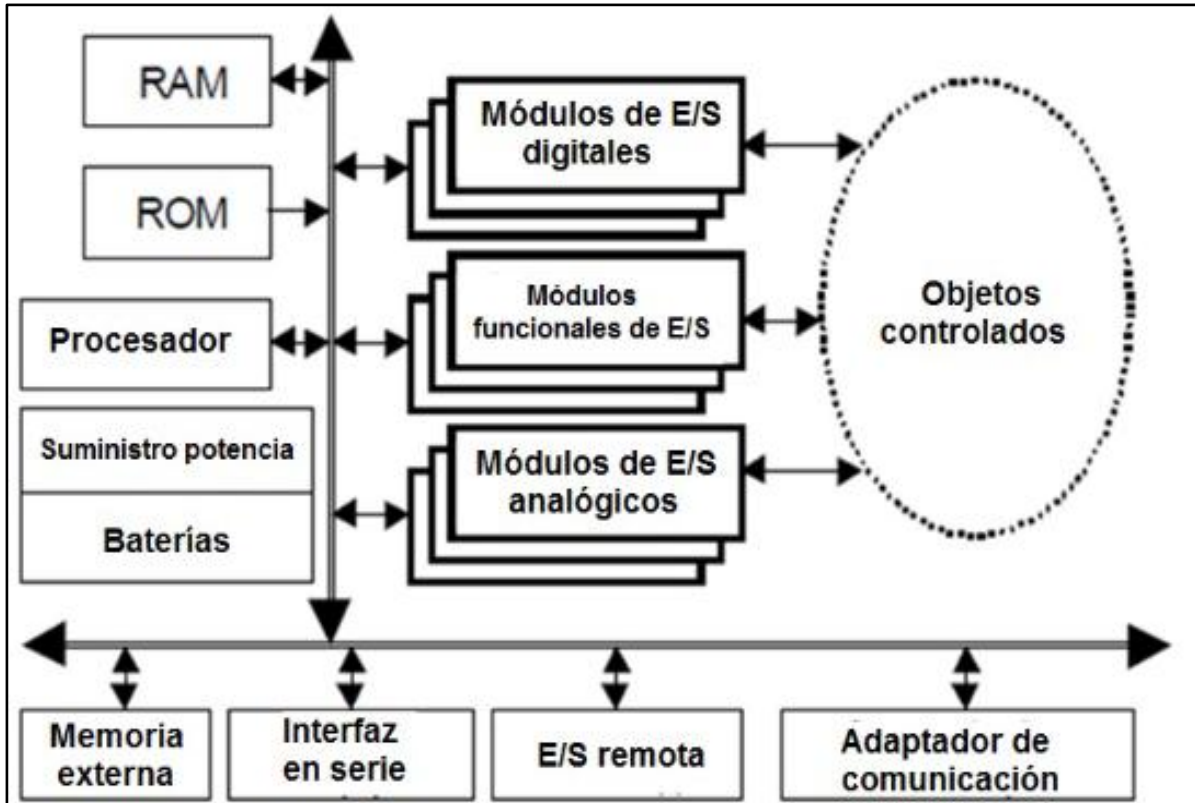 RAM
ROM
Procesador
Suministro potencia
Baterías
Módulos de E/S
digitales
Módulos
funcionales de E/S
Módulos de E/S
analógicos
Objetos
controlados
Memoria
externa
Interfaz
en serie
E/S remota
Adaptador de
comunicación